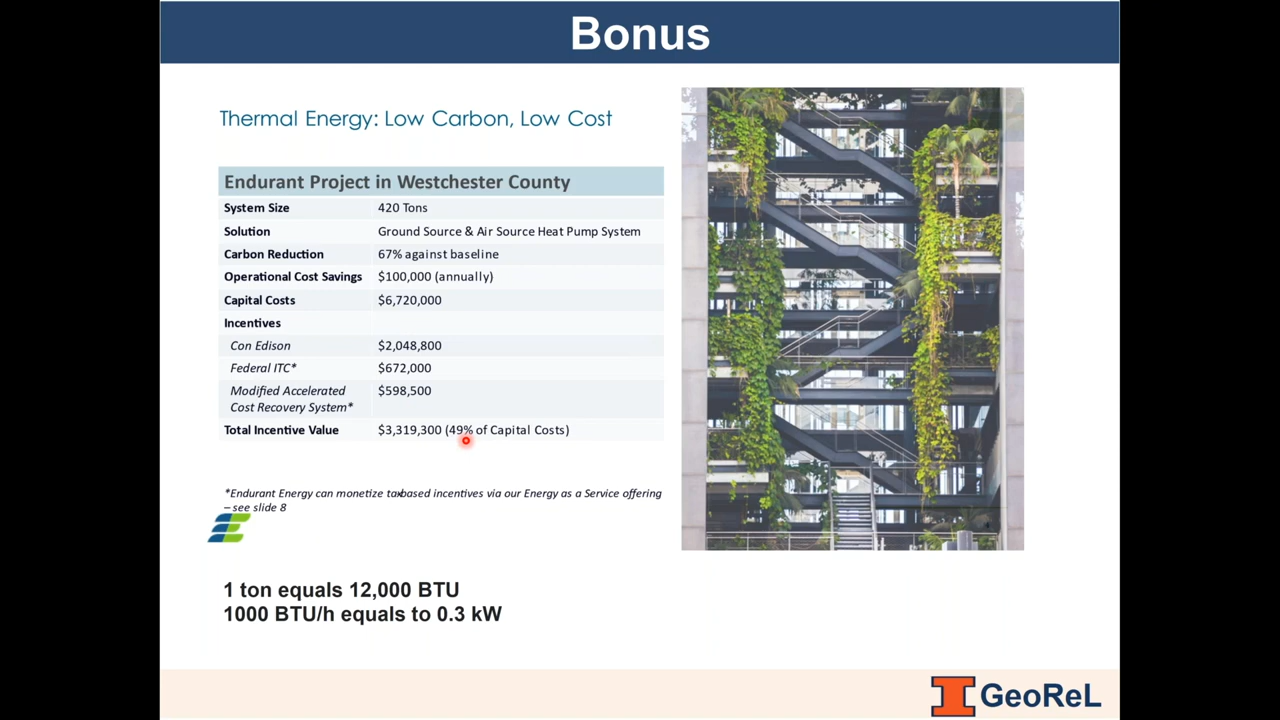 Bonus
Thermal Energy: Low Carbon, Low Cost
Endurant Project in Westchester County
System Size 420 Tons
Solution Ground Source & Air Source Heat Pump System
Carbon Reduction 67% against baseline
Operational Cost Savings $100,000 (annually)
Capital Costs $6,720,000
Incentives
Con Edison $2,048,800
Federal ITC* $672,000
Modified Accelerated $598,500
Cost Recovery System*
Total Incentive Value $3,319,300 (49% of Capital Costs)
*Endurant Energy can monetize tax-based incentives via our Energy as a Service offering
– see slide 8
1 ton equals 12,000 BTU
1000 BTU/h equals to 0.3 kW
I GeoReL